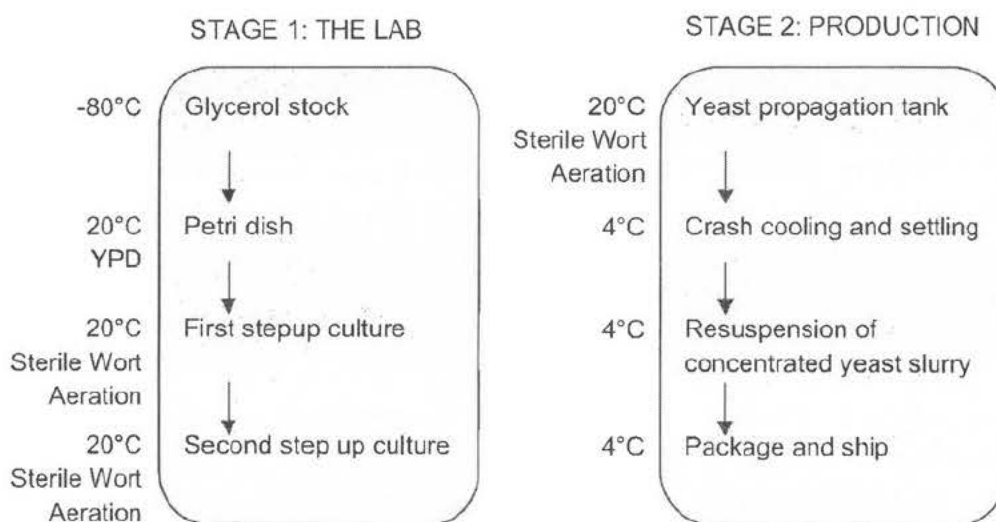 STAGE 1: THE LAB
-80°C Glycerol stock
20°C Petri dish
YPD
20°C First stepup culture
Sterile Wort
Aeration
20°C Second step up culture
Sterile Wort
Aeration
STAGE 2: PRODUCTION
20°C Yeast propagation tank
Sterile Wort
Aeration
4°C Crash cooling and settling
4°C Resuspension of
concentrated yeast slurry
4°C Package and ship